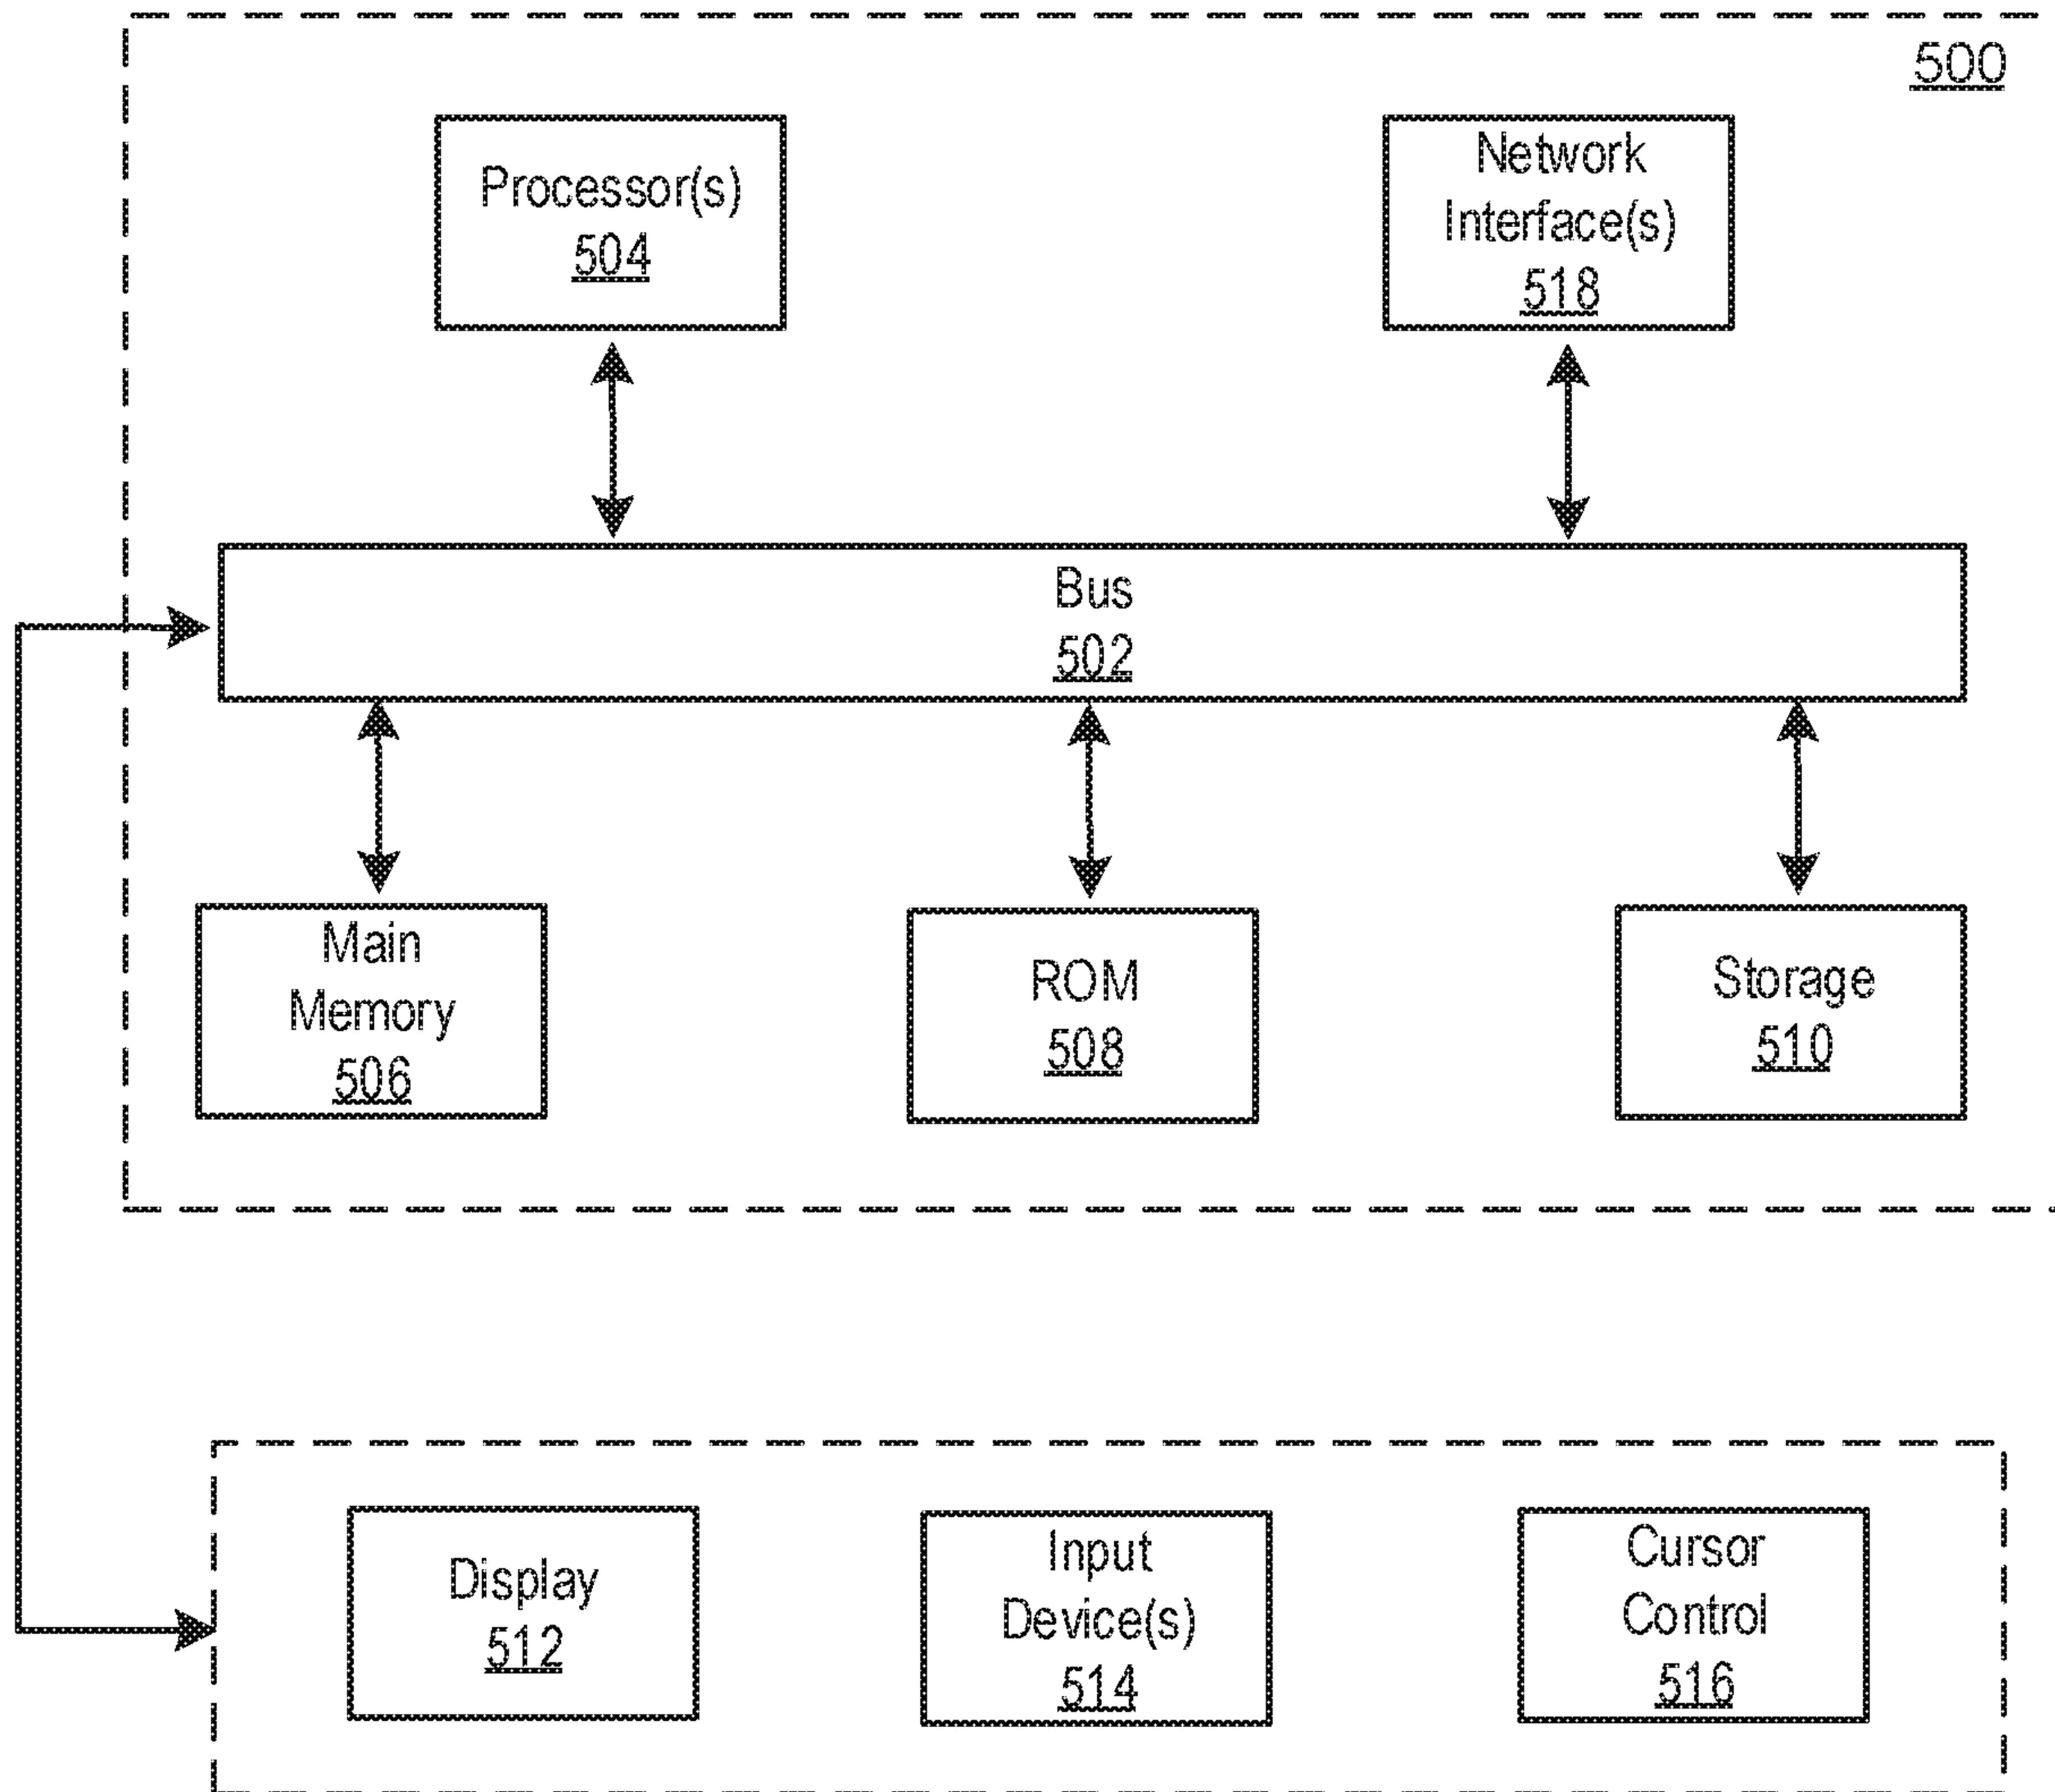 500
Processor(s)
504
Network
Interface(s)
518
Bus
502
Main
Memory
506
ROM
508
Storage
510
Display
512
Input
Device(s)
514
Cursor
Control
516